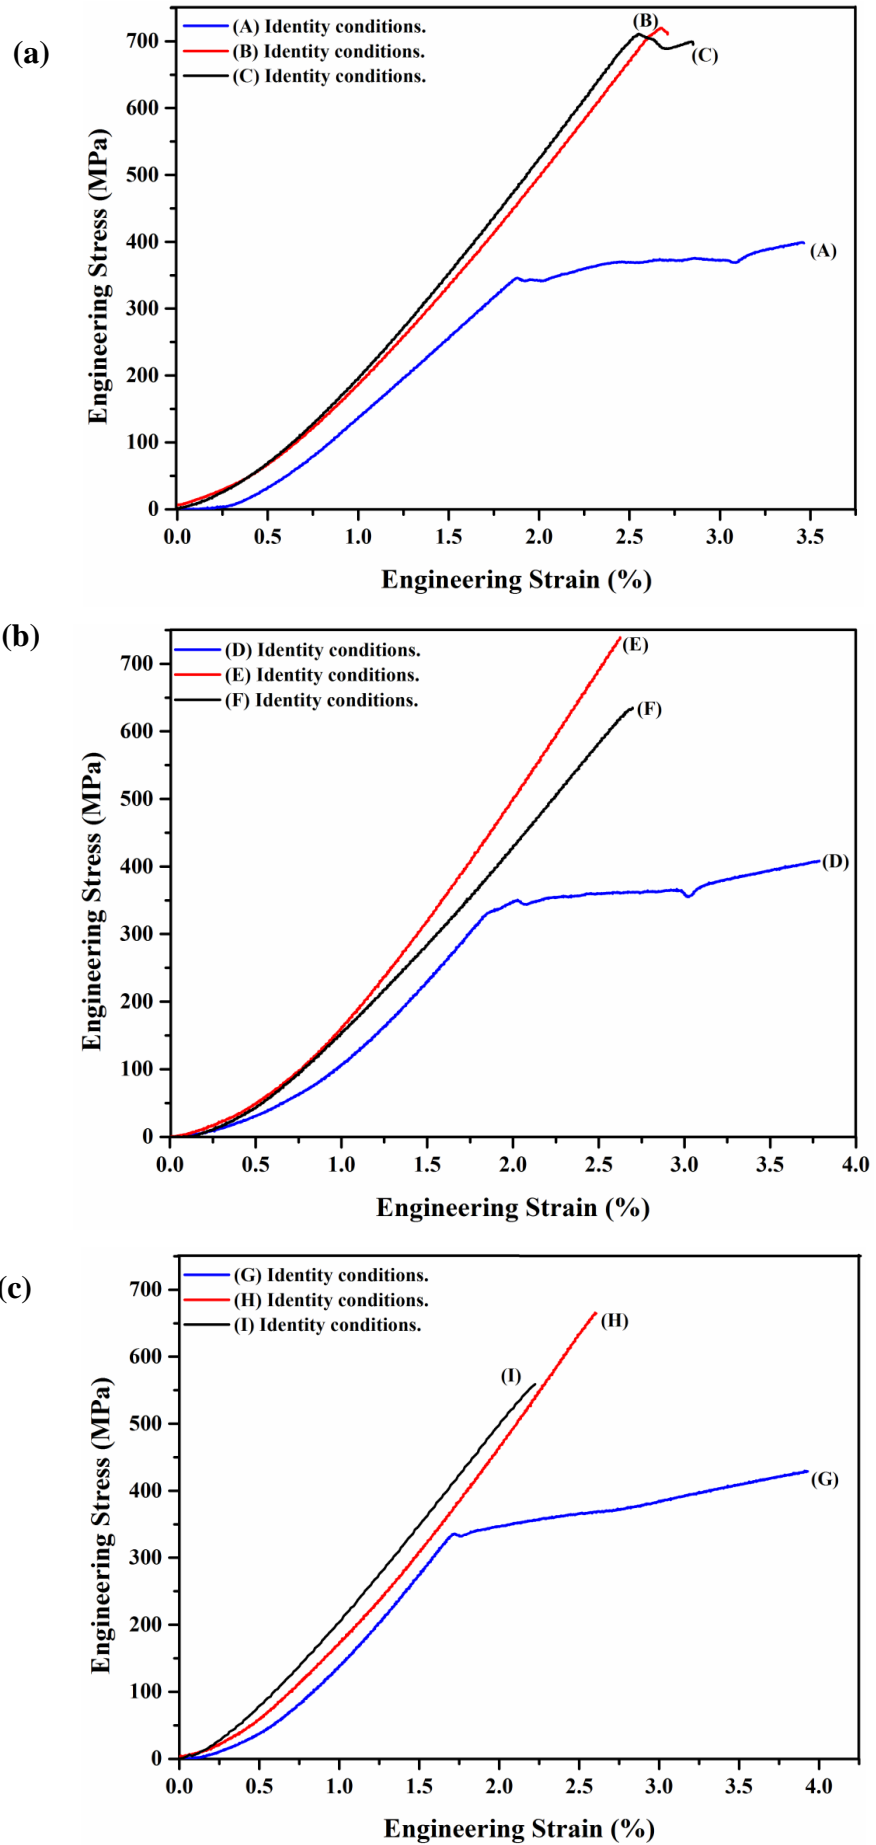 (a)
(A) Identity conditions.
(B) Identity conditions.
(C) Identity conditions.
(B)
(C)
(A)
700
600
500
400
300
200
100
0
Engineering Stress (MPa)
0.0 0.5 1.0 1.5 2.0 2.5 3.0 3.5
Engineering Strain (%)
(b)
(D) Identity conditions.
(E) Identity conditions.
(F) Identity conditions.
(E)
(F)
(D)
700
600
500
400
300
200
100
0
Engineering Stress (MPa)
0.0 0.5 1.0 1.5 2.0 2.5 3.0 3.5 4.0
Engineering Strain (%)
(c)
(G) Identity conditions.
(H) Identity conditions.
(I) Identity conditions.
(H)
(I)
(G)
700
600
500
400
300
200
100
0
Engineering Stress (MPa)
0.0 0.5 1.0 1.5 2.0 2.5 3.0 3.5 4.0
Engineering Strain (%)